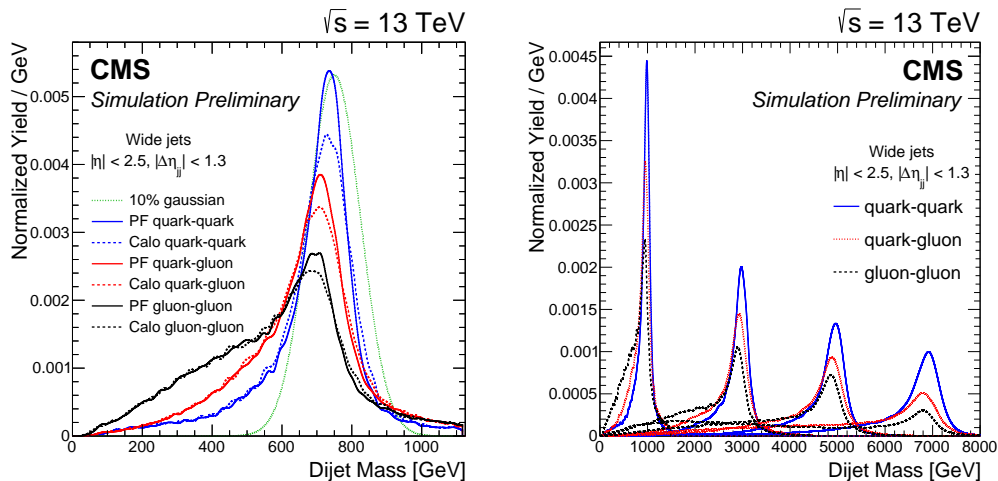 √s = 13 TeV
CMS
Simulation Preliminary
Wide jets
|η| < 2.5, |Δη_jj| < 1.3
10% gaussian
PF quark-quark
Calo quark-quark
PF quark-gluon
Calo quark-gluon
PF gluon-gluon
Calo gluon-gluon
Normalized Yield / GeV
0.005
0.004
0.003
0.002
0.001
0
0 200 400 600 800 1000
Dijet Mass [GeV]
√s = 13 TeV
CMS
Simulation Preliminary
Wide jets
|η| < 2.5, |Δη_jj| < 1.3
quark-quark
quark-gluon
gluon-gluon
Normalized Yield / GeV
0.0045
0.004
0.0035
0.003
0.0025
0.002
0.0015
0.001
0.0005
0
0 1000 2000 3000 4000 5000 6000 7000 8000
Dijet Mass [GeV]